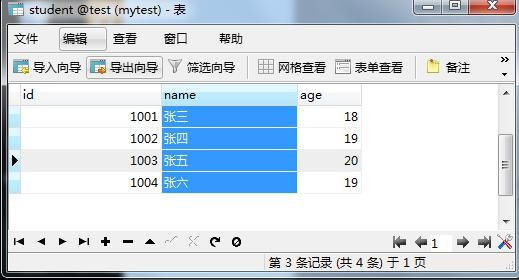 student @test (mytest) - 表
文件 编辑 查看 窗口 帮助
导入向导 导出向导 筛选向导 网格查看 表单查看 备注
id name age
1001 张三 18
1002 张四 19
1003 张五 20
1004 张六 19
1
第 3 条记录 (共 4 条) 于 1 页